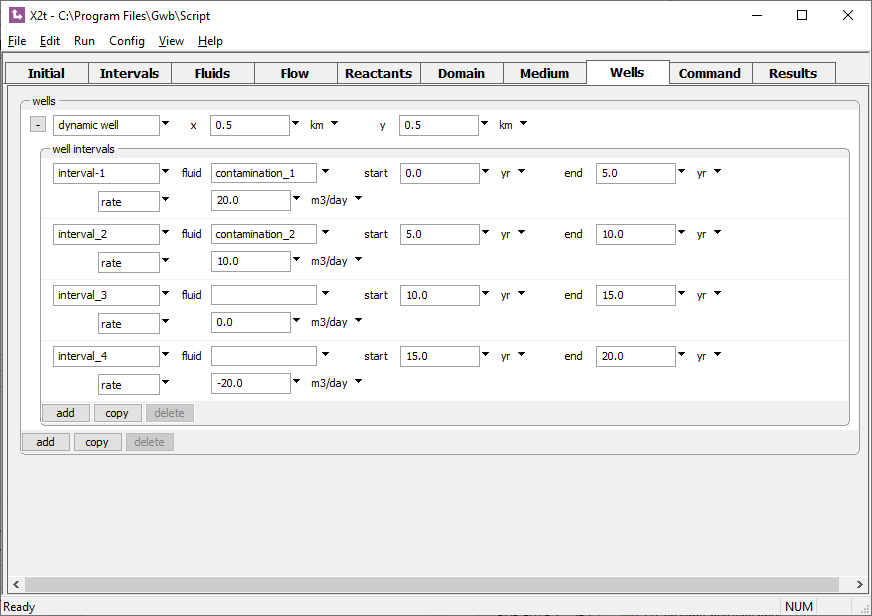 X2t - C:\Program Files\Gwb\Script
File Edit Run Config View Help
Initial Intervals Fluids Flow Reactants Domain Medium Wells Command Results
wells
- dynamic well x 0.5 km y 0.5 km
well intervals
interval-1 fluid contamination_1 start 0.0 yr end 5.0 yr
rate 20.0 m3/day
interval_2 fluid contamination_2 start 5.0 yr end 10.0 yr
rate 10.0 m3/day
interval_3 fluid start 10.0 yr end 15.0 yr
rate 0.0 m3/day
interval_4 fluid start 15.0 yr end 20.0 yr
rate -20.0 m3/day
add copy delete
add copy delete
Ready NUM